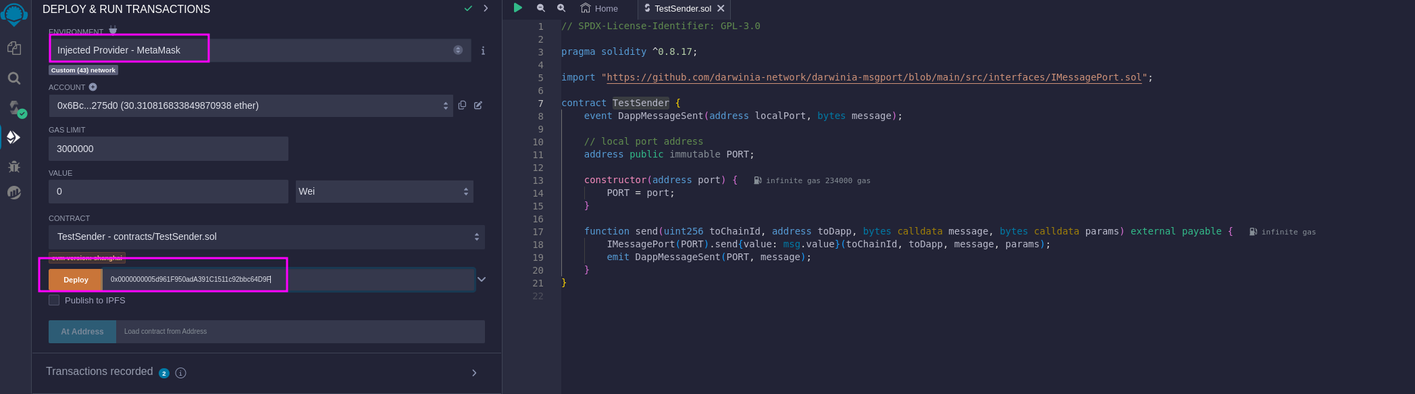 DEPLOY & RUN TRANSACTIONS
ENVIRONMENT
Injected Provider - MetaMask
Custom (43) network
ACCOUNT
0x6Bc...275d0 (30.310816833849870938 ether)
GAS LIMIT
3000000
VALUE
0
Wei
CONTRACT
TestSender - contracts/TestSender.sol
evm version: shanghai
Deploy
0x0000000005d961F950adA391C1511c92bbc64D9F
Publish to IPFS
At Address
Load contract from Address
Transactions recorded 2
Home
TestSender.sol
1 // SPDX-License-Identifier: GPL-3.0
2
3 pragma solidity ^0.8.17;
4
5 import "https://github.com/darwinia-network/darwinia-msgport/blob/main/src/interfaces/IMessagePort.sol";
6
7 contract TestSender {
8 event DappMessageSent(address localPort, bytes message);
9
10 // local port address
11 address public immutable PORT;
12
13 constructor(address port) { infinite gas 234000 gas
14 PORT = port;
15 }
16
17 function send(uint256 toChainId, address toDapp, bytes calldata message, bytes calldata params) external payable { infinite gas
18 IMessagePort(PORT).send{value: msg.value}(toChainId, toDapp, message, params);
19 emit DappMessageSent(PORT, message);
20 }
21 }
22